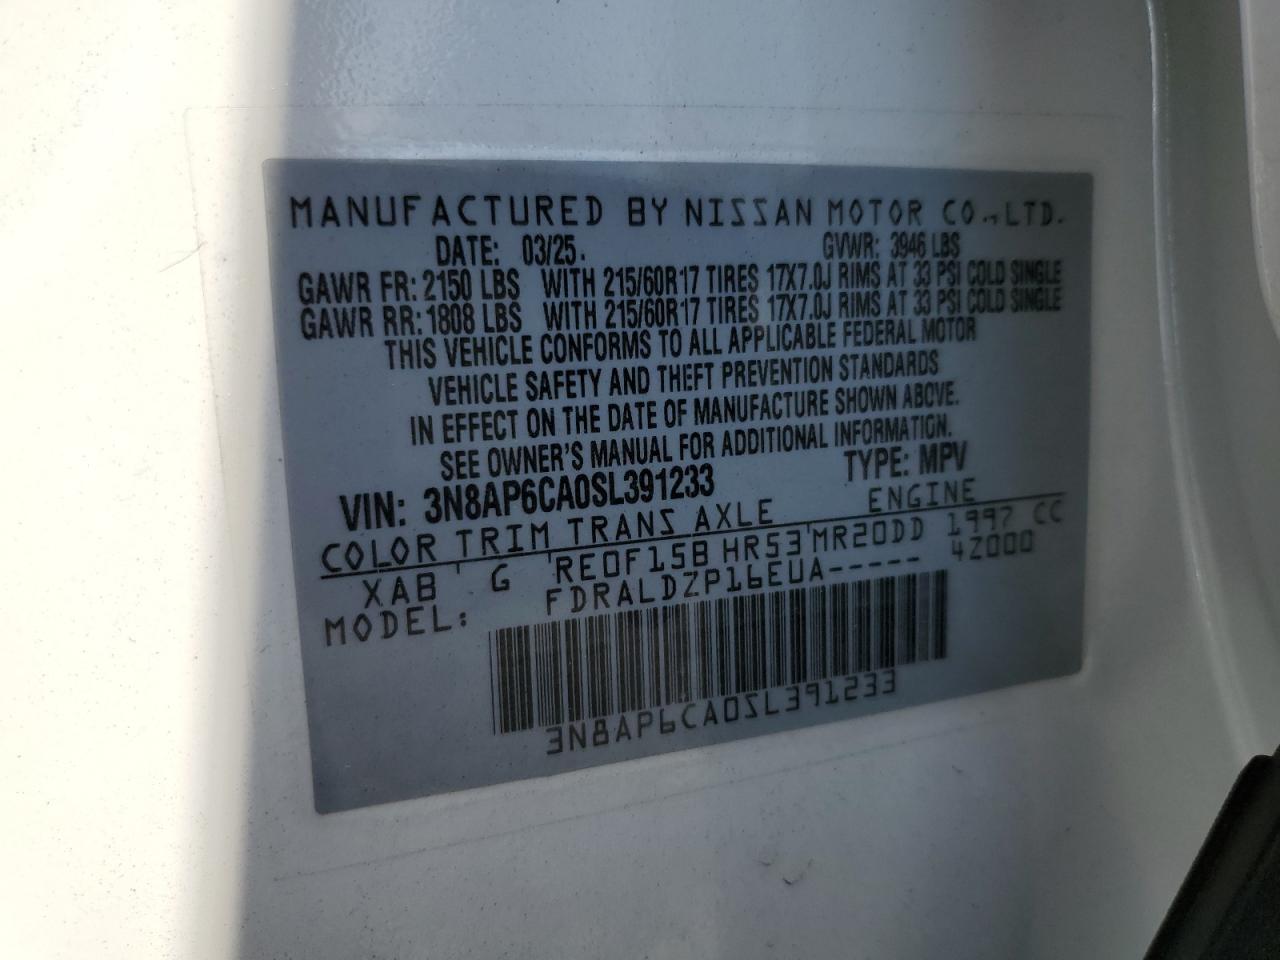 MANUFACTURED BY NISSAN MOTOR CO., LTD.
DATE: 03/25. GVWR: 3946 LBS
GAWR FR: 2150 LBS WITH 215/60R17 TIRES 17X7.0J RIMS AT 33 PSI COLD SINGLE
GAWR RR: 1808 LBS WITH 215/60R17 TIRES 17X7.0J RIMS AT 33 PSI COLD SINGLE
THIS VEHICLE CONFORMS TO ALL APPLICABLE FEDERAL MOTOR
VEHICLE SAFETY AND THEFT PREVENTION STANDARDS
IN EFFECT ON THE DATE OF MANUFACTURE SHOWN ABOVE.
SEE OWNER'S MANUAL FOR ADDITIONAL INFORMATION.
VIN: 3N8AP6CA0SL391233 TYPE: MPV
COLOR TRIM TRANS AXLE ENGINE
XAB G RE0F15B HR53 MR20DD 1997 CC
MODEL: FDRALDZP16EUA----- 4Z000
3N8AP6CA0SL391233